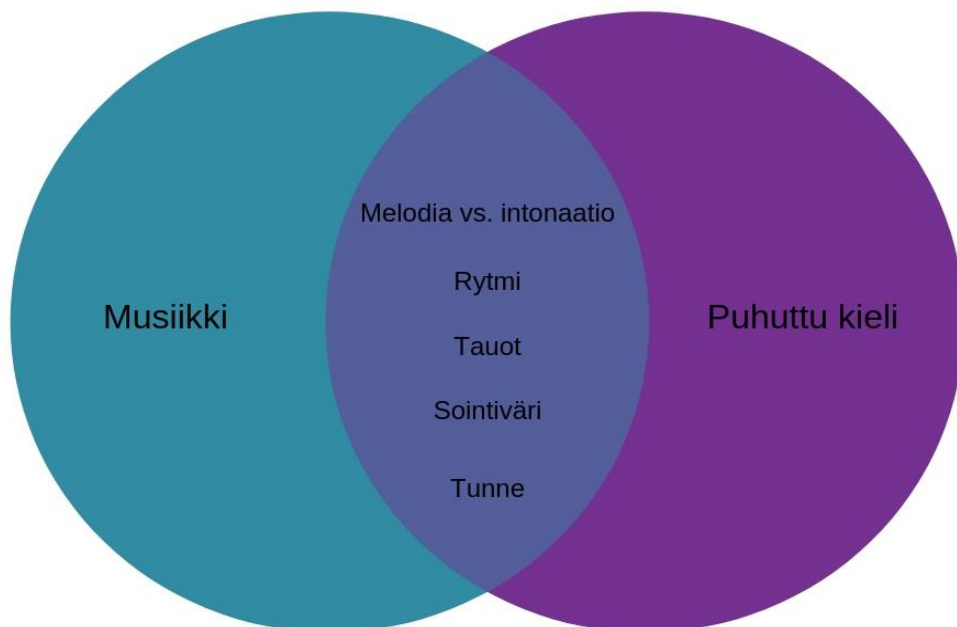 Melodia vs. intonaatio
Rytmi
Musiikki
Puhuttu kieli
Tauot
Sointiväri
Tunne